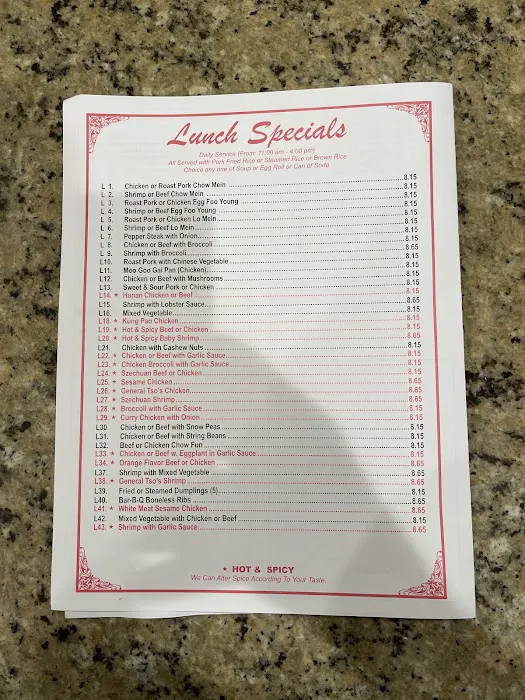 Lunch Specials
Daily Service (From: 11:00 am - 4:00 pm)
All Served with Pork Fried Rice or Steamed Rice or Brown Rice
Choice any one of Soup or Egg Roll or Can of Soda.
L 1. Chicken or Roast Pork Chow Mein 8.15
L 2. Shrimp or Beef Chow Mein 8.15
L 3. Roast Pork or Chicken Egg Foo Young 8.15
L 4. Shrimp or Beef Egg Foo Young 8.15
L 5. Roast Pork or Chicken Lo Mein 8.15
L 6. Shrimp or Beef Lo Mein 8.15
L 7. Pepper Steak with Onion 8.15
L 8. Chicken or Beef with Broccoli 8.15
L 9. Shrimp with Broccoli 8.65
L10. Roast Pork with Chinese Vegetable 8.15
L11. Moo Goo Gai Pan (Chicken) 8.15
L12. Chicken or Beef with Mushrooms 8.15
L13. Sweet & Sour Pork or Chicken 8.15
L14. ★ Hunan Chicken or Beef 8.15
L15. Shrimp with Lobster Sauce 8.65
L16. Mixed Vegetable 8.15
L18. ★ Kung Pao Chicken 8.15
L19. ★ Hot & Spicy Beef or Chicken 8.15
L20. ★ Hot & Spicy Baby Shrimp 8.65
L21. Chicken with Cashew Nuts 8.15
L22. ★ Chicken or Beef with Garlic Sauce 8.15
L23. ★ Chicken Broccoli with Garlic Sauce 8.15
L24. ★ Szechuan Beef or Chicken 8.15
L25. ★ Sesame Chicken 8.65
L26. ★ General Tso's Chicken 8.65
L27. ★ Szechuan Shrimp 8.65
L28. ★ Broccoli with Garlic Sauce 8.15
L29. ★ Curry Chicken with Onion 8.15
L30. Chicken or Beef with Snow Peas 8.15
L31. Chicken or Beef with String Beans 8.15
L32. Beef or Chicken Chow Fun 8.15
L33. ★ Chicken or Beef w. Eggplant in Garlic Sauce 8.15
L34. ★ Orange Flavor Beef or Chicken 8.65
L37. Shrimp with Mixed Vegetable 8.65
L38. ★ General Tso's Shrimp 8.65
L39. Fried or Steamed Dumplings (5) 8.15
L40. Bar-B-Q Boneless Ribs 8.65
L41. ★ White Meat Sesame Chicken 8.65
L42. Mixed Vegetable with Chicken or Beef 8.15
L43. ★ Shrimp with Garlic Sauce 8.65
★ HOT & SPICY
We Can Alter Spice According To Your Taste.